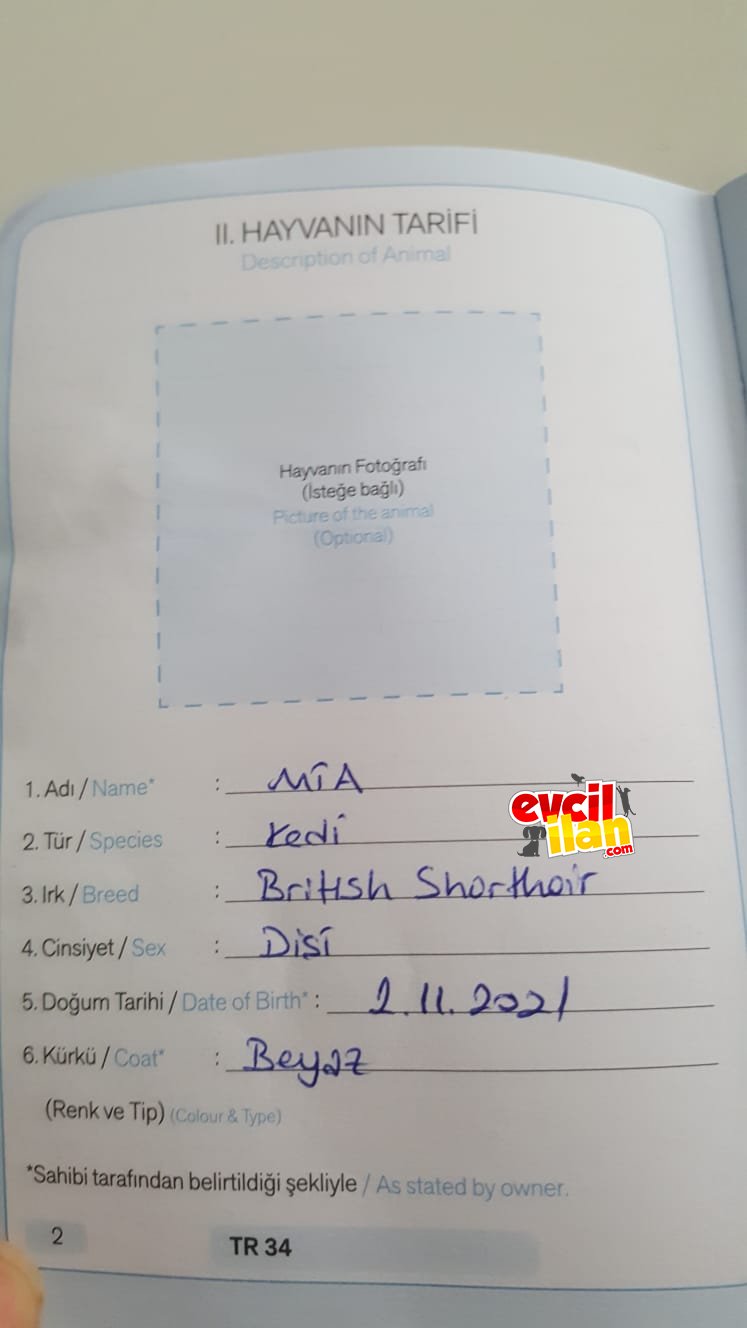 II. HAYVANIN TARİFİ
Description of Animal
Hayvanın Fotoğrafı
(İsteğe bağlı)
Picture of the animal
(Optional)
1. Adı / Name* : MİA
2. Tür / Species : Kedi
evcil
ilan
.com
3. Irk / Breed : British Shorthair
4. Cinsiyet / Sex : Disi
5. Doğum Tarihi / Date of Birth* : 2.11.2021
6. Kürkü / Coat* : Beyaz
(Renk ve Tip) (Colour & Type)
*Sahibi tarafından belirtildiği şekliyle / As stated by owner.
2 TR 34